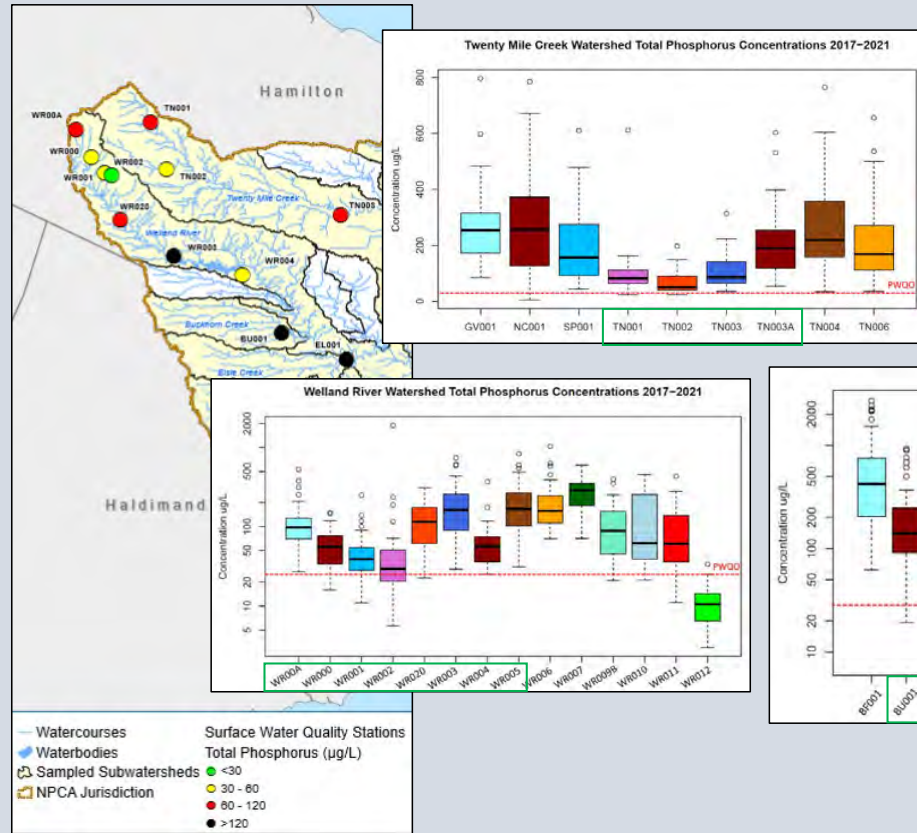 Hamilton
TN001
WR00A
WR000
WR002
WR001
TN002
WR020
Twenty Mile Creek
TN005
Welland River
WR003
WR004
Buckhorn Creek
BU001
EL001
Elsie Creek
Haldimand
Watercourses
Waterbodies
Sampled Subwatersheds
NPCA Jurisdiction
Surface Water Quality Stations
Total Phosphorus (µg/L)
<30
30 - 60
60 - 120
>120
Twenty Mile Creek Watershed Total Phosphorus Concentrations 2017−2021
Concentration ug/L
800
600
400
200
0
PWQO
GV001 NC001 SP001 TN001 TN002 TN003 TN003A TN004 TN006
Welland River Watershed Total Phosphorus Concentrations 2017−2021
Concentration ug/L
2000
500
100
50
20
10
5
PWQO
WR00A WR000 WR001 WR002 WR020 WR003 WR004 WR005 WR006 WR007 WR009B WR010 WR011 WR012
Concentration ug/L
2000
500
200
100
50
20
10
BF001 BU001